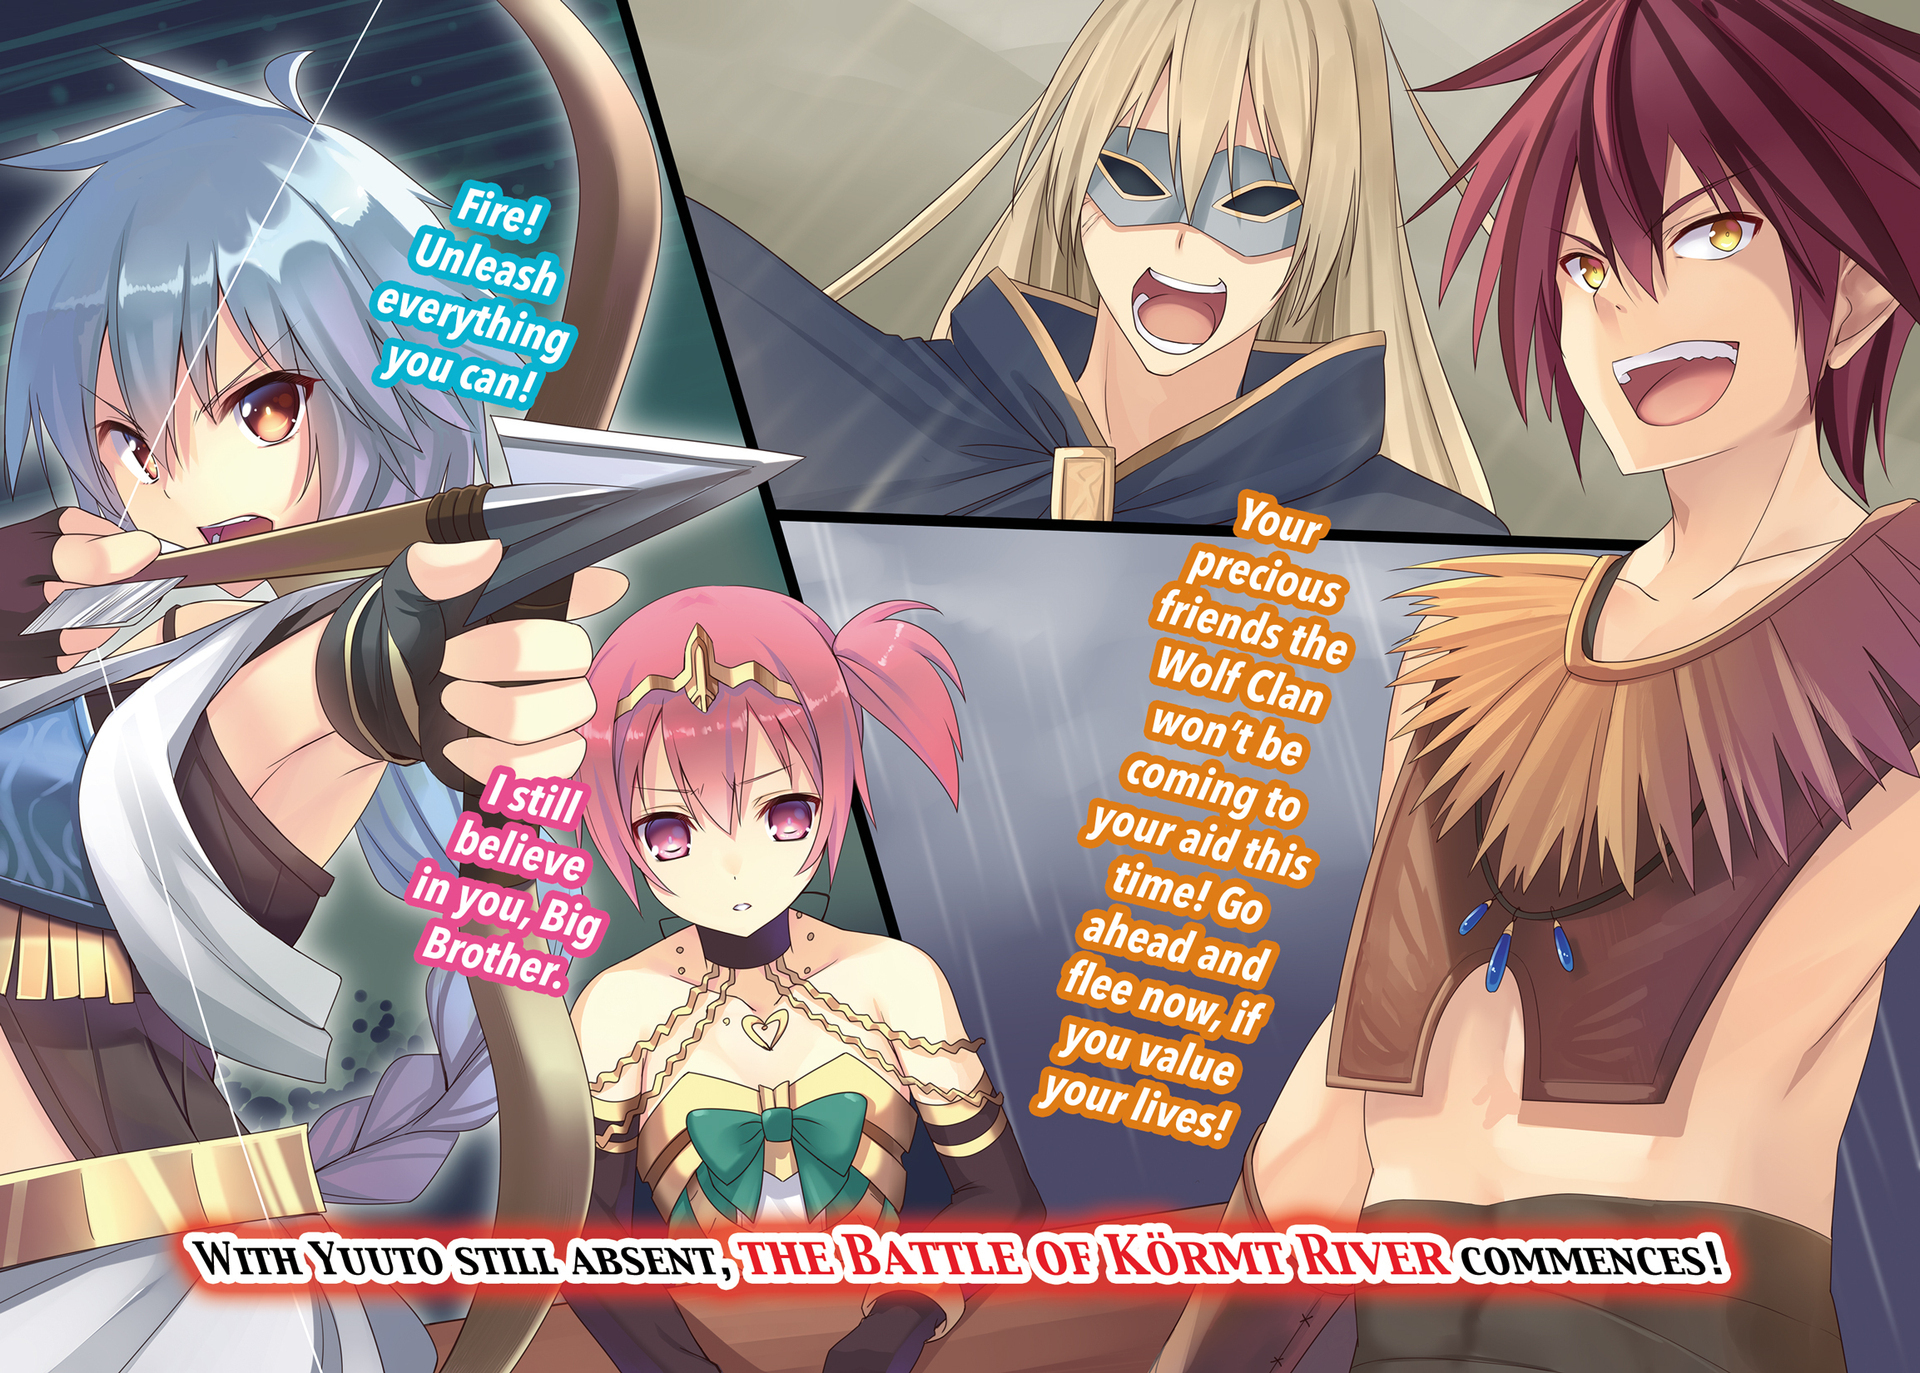 Fire!
Unleash
everything
you can!
I still
believe
in you, Big
Brother.
Your
precious
friends the
Wolf Clan
won't be
coming to
your aid this
time! Go
ahead and
flee now, if
you value
your lives!
With Yuuto still absent, the Battle of Körmt River commences!